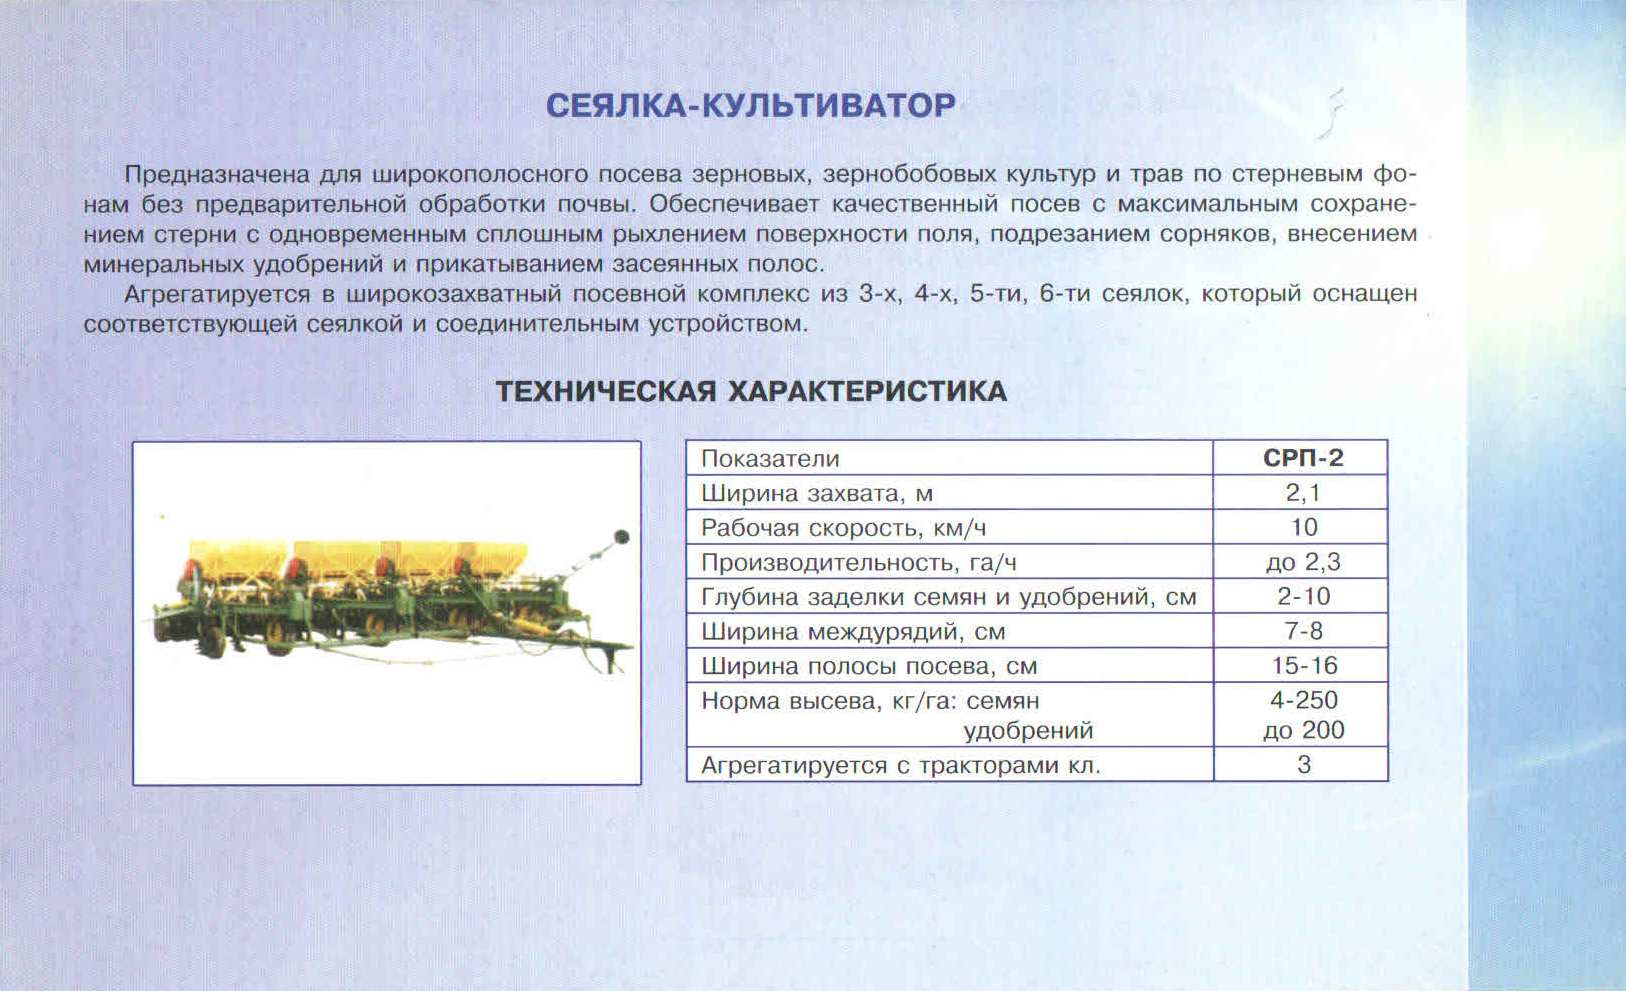 СЕЯЛКА-КУЛЬТИВАТОР
Предназначена для широкополосного посева зерновых, зернобобовых культур и трав по стерневым фо-
нам без предварительной обработки почвы. Обеспечивает качественный посев с максимальным сохране-
нием стерни с одновременным сплошным рыхлением поверхности поля, подрезанием сорняков, внесением
минеральных удобрений и прикатыванием засеянных полос.
Агрегатируется в широкозахватный посевной комплекс из 3-х, 4-х, 5-ти, 6-ти сеялок, который оснащен
соответствующей сеялкой и соединительным устройством.
ТЕХНИЧЕСКАЯ ХАРАКТЕРИСТИКА
Показатели СРП-2
Ширина захвата, м 2,1
Рабочая скорость, км/ч 10
Производительность, га/ч до 2,3
Глубина заделки семян и удобрений, см 2-10
Ширина междурядий, см 7-8
Ширина полосы посева, см 15-16
Норма высева, кг/га: семян 4-250
удобрений до 200
Агрегатируется с тракторами кл. 3